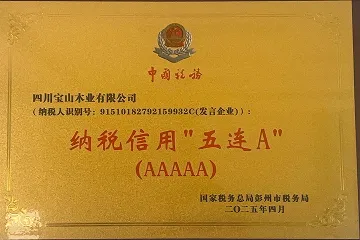 中国税务
四川宝山木业有限公司
（纳税人识别号：91510182792159932C(发言企业)）：
纳税信用"五连A"
(AAAAA)
国家税务总局彭州市税务局
二〇二五年四月